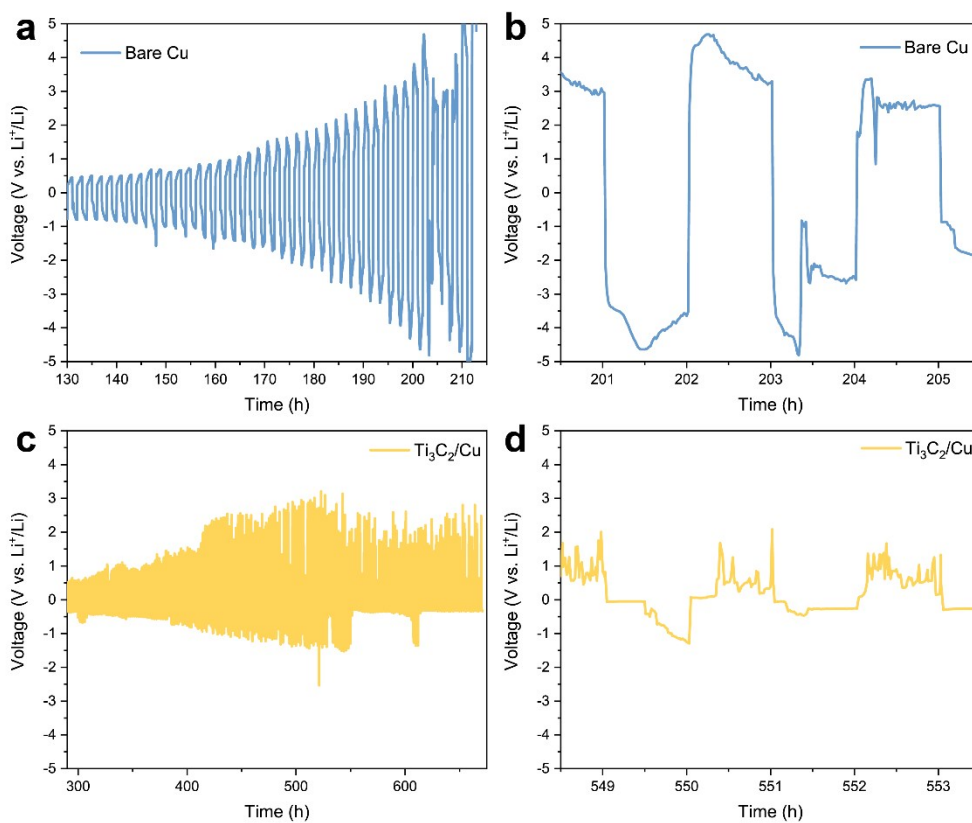 a
Bare Cu
Voltage (V vs. Li⁺/Li)
5
4
3
2
1
0
-1
-2
-3
-4
-5
130 140 150 160 170 180 190 200 210
Time (h)
b
Bare Cu
Voltage (V vs. Li⁺/Li)
5
4
3
2
1
0
-1
-2
-3
-4
-5
201 202 203 204 205
Time (h)
c
Ti₃C₂/Cu
Voltage (V vs. Li⁺/Li)
5
4
3
2
1
0
-1
-2
-3
-4
-5
300 400 500 600
Time (h)
d
Ti₃C₂/Cu
Voltage (V vs. Li⁺/Li)
5
4
3
2
1
0
-1
-2
-3
-4
-5
549 550 551 552 553
Time (h)